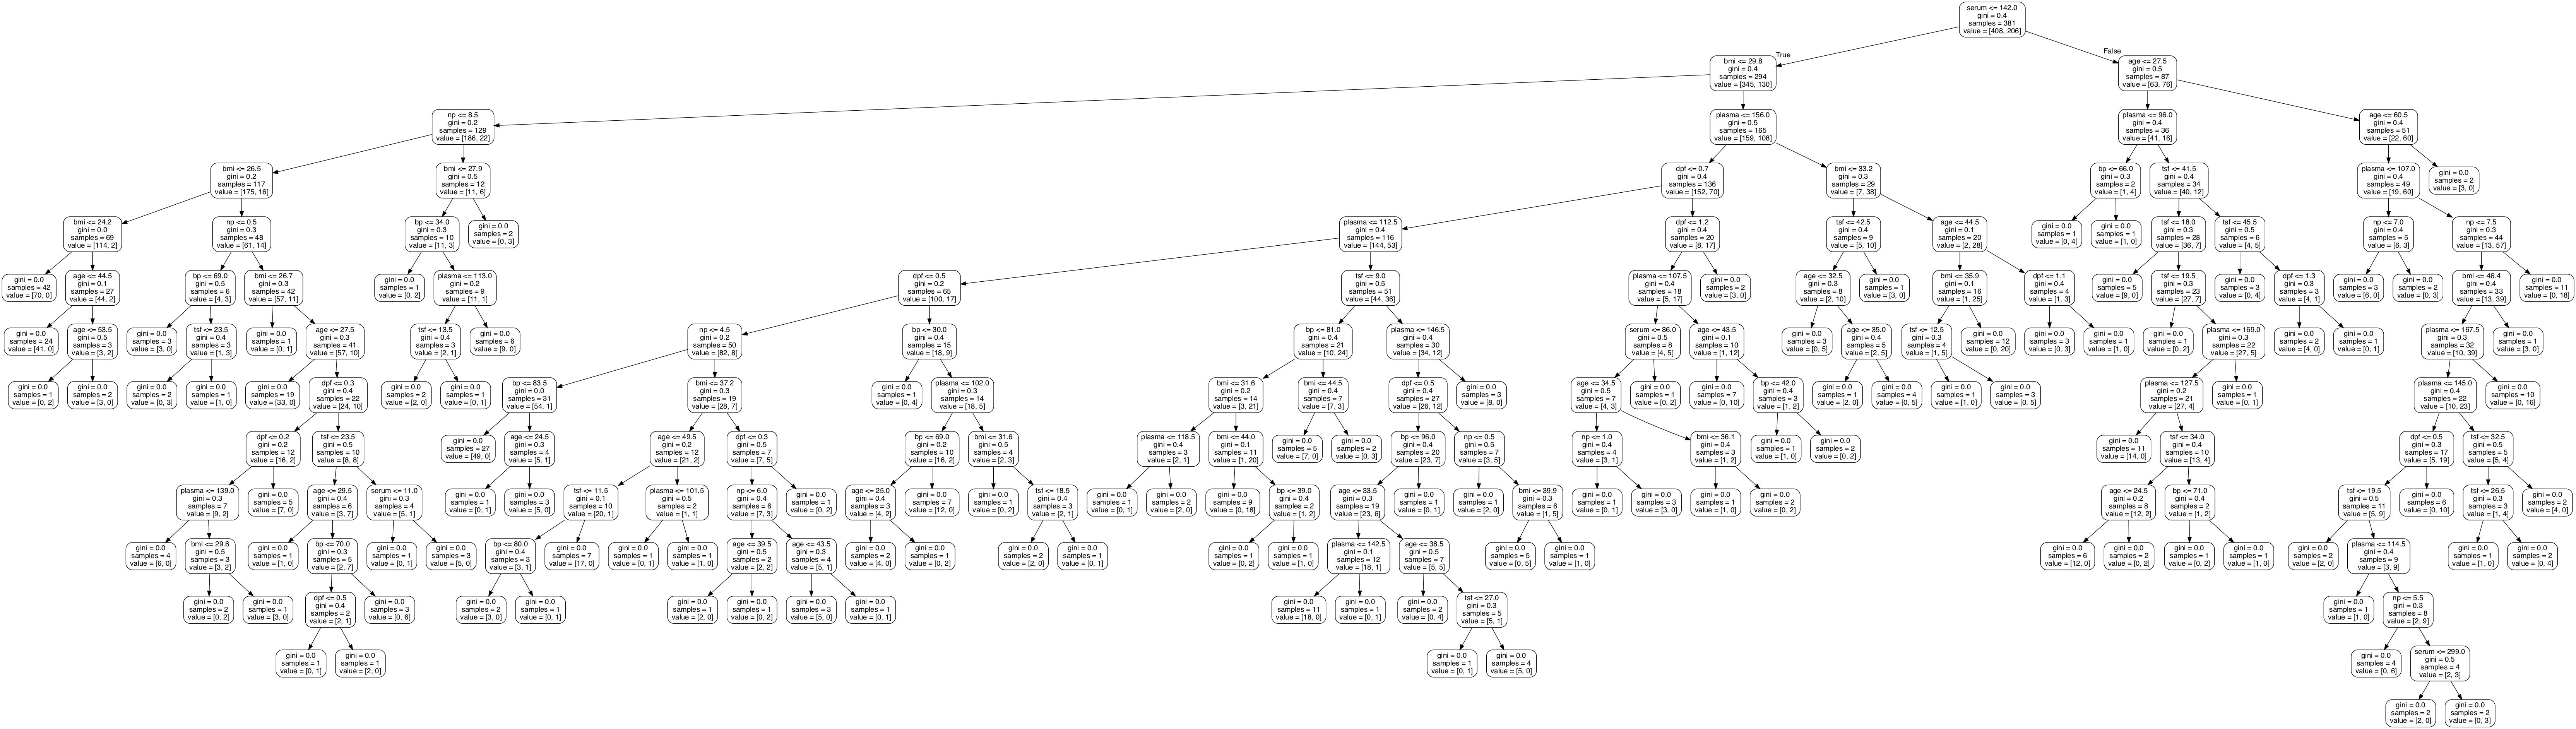 serum <= 142.0
gini = 0.4
samples = 381
value = [408, 206]
True
False
bmi <= 29.8
gini = 0.4
samples = 294
value = [345, 130]
age <= 27.5
gini = 0.5
samples = 87
value = [63, 76]
np <= 8.5
gini = 0.2
samples = 129
value = [186, 22]
plasma <= 156.0
gini = 0.5
samples = 165
value = [159, 108]
plasma <= 96.0
gini = 0.4
samples = 36
value = [41, 16]
age <= 60.5
gini = 0.4
samples = 51
value = [22, 60]
bmi <= 26.5
gini = 0.2
samples = 117
value = [175, 16]
bmi <= 27.9
gini = 0.5
samples = 12
value = [11, 6]
dpf <= 0.7
gini = 0.4
samples = 136
value = [152, 70]
bmi <= 33.2
gini = 0.3
samples = 29
value = [7, 38]
bp <= 66.0
gini = 0.3
samples = 2
value = [1, 4]
tsf <= 41.5
gini = 0.4
samples = 34
value = [40, 12]
plasma <= 107.0
gini = 0.4
samples = 49
value = [19, 60]
gini = 0.0
samples = 2
value = [3, 0]
bmi <= 24.2
gini = 0.0
samples = 69
value = [114, 2]
np <= 0.5
gini = 0.3
samples = 48
value = [61, 14]
bp <= 34.0
gini = 0.3
samples = 10
value = [11, 3]
gini = 0.0
samples = 2
value = [0, 3]
plasma <= 112.5
gini = 0.4
samples = 116
value = [144, 53]
dpf <= 1.2
gini = 0.4
samples = 20
value = [8, 17]
tsf <= 42.5
gini = 0.4
samples = 9
value = [5, 10]
age <= 44.5
gini = 0.1
samples = 20
value = [2, 28]
gini = 0.0
samples = 1
value = [0, 4]
gini = 0.0
samples = 1
value = [1, 0]
tsf <= 18.0
gini = 0.3
samples = 28
value = [36, 7]
tsf <= 45.5
gini = 0.5
samples = 6
value = [4, 5]
np <= 7.0
gini = 0.4
samples = 5
value = [6, 3]
np <= 7.5
gini = 0.3
samples = 44
value = [13, 57]
gini = 0.0
samples = 42
value = [70, 0]
age <= 44.5
gini = 0.1
samples = 27
value = [44, 2]
bp <= 69.0
gini = 0.5
samples = 6
value = [4, 3]
bmi <= 26.7
gini = 0.3
samples = 42
value = [57, 11]
gini = 0.0
samples = 1
value = [0, 2]
plasma <= 113.0
gini = 0.2
samples = 9
value = [11, 1]
dpf <= 0.5
gini = 0.2
samples = 65
value = [100, 17]
tsf <= 9.0
gini = 0.5
samples = 51
value = [44, 36]
plasma <= 107.5
gini = 0.4
samples = 18
value = [5, 17]
gini = 0.0
samples = 2
value = [3, 0]
age <= 32.5
gini = 0.3
samples = 8
value = [2, 10]
gini = 0.0
samples = 1
value = [3, 0]
bmi <= 35.9
gini = 0.1
samples = 16
value = [1, 25]
dpf <= 1.1
gini = 0.4
samples = 4
value = [1, 3]
gini = 0.0
samples = 5
value = [9, 0]
tsf <= 19.5
gini = 0.3
samples = 23
value = [27, 7]
gini = 0.0
samples = 3
value = [0, 4]
dpf <= 1.3
gini = 0.3
samples = 3
value = [4, 1]
gini = 0.0
samples = 3
value = [6, 0]
gini = 0.0
samples = 2
value = [0, 3]
bmi <= 46.4
gini = 0.4
samples = 33
value = [13, 39]
gini = 0.0
samples = 11
value = [0, 18]
gini = 0.0
samples = 24
value = [41, 0]
age <= 53.5
gini = 0.5
samples = 3
value = [3, 2]
gini = 0.0
samples = 3
value = [3, 0]
tsf <= 23.5
gini = 0.4
samples = 3
value = [1, 3]
gini = 0.0
samples = 1
value = [0, 1]
age <= 27.5
gini = 0.3
samples = 41
value = [57, 10]
tsf <= 13.5
gini = 0.4
samples = 3
value = [2, 1]
gini = 0.0
samples = 6
value = [9, 0]
np <= 4.5
gini = 0.2
samples = 50
value = [82, 8]
bp <= 30.0
gini = 0.4
samples = 15
value = [18, 9]
bp <= 81.0
gini = 0.4
samples = 21
value = [10, 24]
plasma <= 146.5
gini = 0.4
samples = 30
value = [34, 12]
serum <= 86.0
gini = 0.5
samples = 8
value = [4, 5]
age <= 43.5
gini = 0.1
samples = 10
value = [1, 12]
gini = 0.0
samples = 3
value = [0, 5]
age <= 35.0
gini = 0.4
samples = 5
value = [2, 5]
tsf <= 12.5
gini = 0.3
samples = 4
value = [1, 5]
gini = 0.0
samples = 12
value = [0, 20]
gini = 0.0
samples = 3
value = [0, 3]
gini = 0.0
samples = 1
value = [1, 0]
gini = 0.0
samples = 1
value = [0, 2]
plasma <= 169.0
gini = 0.3
samples = 22
value = [27, 5]
gini = 0.0
samples = 2
value = [4, 0]
gini = 0.0
samples = 1
value = [0, 1]
plasma <= 167.5
gini = 0.3
samples = 32
value = [10, 39]
gini = 0.0
samples = 1
value = [3, 0]
gini = 0.0
samples = 1
value = [0, 2]
gini = 0.0
samples = 2
value = [3, 0]
gini = 0.0
samples = 2
value = [0, 3]
gini = 0.0
samples = 1
value = [1, 0]
gini = 0.0
samples = 19
value = [33, 0]
dpf <= 0.3
gini = 0.4
samples = 22
value = [24, 10]
gini = 0.0
samples = 2
value = [2, 0]
gini = 0.0
samples = 1
value = [0, 1]
bp <= 83.5
gini = 0.0
samples = 31
value = [54, 1]
bmi <= 37.2
gini = 0.3
samples = 19
value = [28, 7]
gini = 0.0
samples = 1
value = [0, 4]
plasma <= 102.0
gini = 0.3
samples = 14
value = [18, 5]
bmi <= 31.6
gini = 0.2
samples = 14
value = [3, 21]
bmi <= 44.5
gini = 0.4
samples = 7
value = [7, 3]
dpf <= 0.5
gini = 0.4
samples = 27
value = [26, 12]
gini = 0.0
samples = 3
value = [8, 0]
age <= 34.5
gini = 0.5
samples = 7
value = [4, 3]
gini = 0.0
samples = 1
value = [0, 2]
gini = 0.0
samples = 7
value = [0, 10]
bp <= 42.0
gini = 0.4
samples = 3
value = [1, 2]
gini = 0.0
samples = 1
value = [2, 0]
gini = 0.0
samples = 4
value = [0, 5]
gini = 0.0
samples = 1
value = [1, 0]
gini = 0.0
samples = 3
value = [0, 5]
plasma <= 127.5
gini = 0.2
samples = 21
value = [27, 4]
gini = 0.0
samples = 1
value = [0, 1]
plasma <= 145.0
gini = 0.4
samples = 22
value = [10, 23]
gini = 0.0
samples = 10
value = [0, 16]
dpf <= 0.2
gini = 0.2
samples = 12
value = [16, 2]
tsf <= 23.5
gini = 0.5
samples = 10
value = [8, 8]
gini = 0.0
samples = 27
value = [49, 0]
age <= 24.5
gini = 0.3
samples = 4
value = [5, 1]
age <= 49.5
gini = 0.2
samples = 12
value = [21, 2]
dpf <= 0.3
gini = 0.5
samples = 7
value = [7, 5]
bp <= 69.0
gini = 0.2
samples = 10
value = [16, 2]
bmi <= 31.6
gini = 0.5
samples = 4
value = [2, 3]
plasma <= 118.5
gini = 0.4
samples = 3
value = [2, 1]
bmi <= 44.0
gini = 0.1
samples = 11
value = [1, 20]
gini = 0.0
samples = 5
value = [7, 0]
gini = 0.0
samples = 2
value = [0, 3]
bp <= 96.0
gini = 0.4
samples = 20
value = [23, 7]
np <= 0.5
gini = 0.5
samples = 7
value = [3, 5]
np <= 1.0
gini = 0.4
samples = 4
value = [3, 1]
bmi <= 36.1
gini = 0.4
samples = 3
value = [1, 2]
gini = 0.0
samples = 1
value = [1, 0]
gini = 0.0
samples = 2
value = [0, 2]
gini = 0.0
samples = 11
value = [14, 0]
tsf <= 34.0
gini = 0.4
samples = 10
value = [13, 4]
dpf <= 0.5
gini = 0.3
samples = 17
value = [5, 19]
tsf <= 32.5
gini = 0.5
samples = 5
value = [5, 4]
plasma <= 139.0
gini = 0.3
samples = 7
value = [9, 2]
gini = 0.0
samples = 5
value = [7, 0]
age <= 29.5
gini = 0.4
samples = 6
value = [3, 7]
serum <= 11.0
gini = 0.3
samples = 4
value = [5, 1]
gini = 0.0
samples = 1
value = [0, 1]
gini = 0.0
samples = 3
value = [5, 0]
tsf <= 11.5
gini = 0.1
samples = 10
value = [20, 1]
plasma <= 101.5
gini = 0.5
samples = 2
value = [1, 1]
np <= 6.0
gini = 0.4
samples = 6
value = [7, 3]
gini = 0.0
samples = 1
value = [0, 2]
age <= 25.0
gini = 0.4
samples = 3
value = [4, 2]
gini = 0.0
samples = 7
value = [12, 0]
gini = 0.0
samples = 1
value = [0, 2]
tsf <= 18.5
gini = 0.4
samples = 3
value = [2, 1]
gini = 0.0
samples = 1
value = [0, 1]
gini = 0.0
samples = 2
value = [2, 0]
gini = 0.0
samples = 9
value = [0, 18]
bp <= 39.0
gini = 0.4
samples = 2
value = [1, 2]
age <= 33.5
gini = 0.3
samples = 19
value = [23, 6]
gini = 0.0
samples = 1
value = [0, 1]
gini = 0.0
samples = 1
value = [2, 0]
bmi <= 39.9
gini = 0.3
samples = 6
value = [1, 5]
gini = 0.0
samples = 1
value = [0, 1]
gini = 0.0
samples = 3
value = [3, 0]
gini = 0.0
samples = 1
value = [1, 0]
gini = 0.0
samples = 2
value = [0, 2]
age <= 24.5
gini = 0.2
samples = 8
value = [12, 2]
bp <= 71.0
gini = 0.4
samples = 2
value = [1, 2]
tsf <= 19.5
gini = 0.5
samples = 11
value = [5, 9]
gini = 0.0
samples = 6
value = [0, 10]
tsf <= 26.5
gini = 0.3
samples = 3
value = [1, 4]
gini = 0.0
samples = 2
value = [4, 0]
gini = 0.0
samples = 4
value = [6, 0]
bmi <= 29.6
gini = 0.5
samples = 3
value = [3, 2]
gini = 0.0
samples = 1
value = [1, 0]
bp <= 70.0
gini = 0.3
samples = 5
value = [2, 7]
gini = 0.0
samples = 1
value = [0, 1]
gini = 0.0
samples = 3
value = [5, 0]
bp <= 80.0
gini = 0.4
samples = 3
value = [3, 1]
gini = 0.0
samples = 7
value = [17, 0]
gini = 0.0
samples = 1
value = [0, 1]
gini = 0.0
samples = 1
value = [1, 0]
age <= 39.5
gini = 0.5
samples = 2
value = [2, 2]
age <= 43.5
gini = 0.3
samples = 4
value = [5, 1]
gini = 0.0
samples = 2
value = [4, 0]
gini = 0.0
samples = 1
value = [0, 2]
gini = 0.0
samples = 2
value = [2, 0]
gini = 0.0
samples = 1
value = [0, 1]
gini = 0.0
samples = 1
value = [0, 2]
gini = 0.0
samples = 1
value = [1, 0]
plasma <= 142.5
gini = 0.1
samples = 12
value = [18, 1]
age <= 38.5
gini = 0.5
samples = 7
value = [5, 5]
gini = 0.0
samples = 5
value = [0, 5]
gini = 0.0
samples = 1
value = [1, 0]
gini = 0.0
samples = 6
value = [12, 0]
gini = 0.0
samples = 2
value = [0, 2]
gini = 0.0
samples = 1
value = [0, 2]
gini = 0.0
samples = 1
value = [1, 0]
gini = 0.0
samples = 2
value = [2, 0]
plasma <= 114.5
gini = 0.4
samples = 9
value = [3, 9]
gini = 0.0
samples = 1
value = [1, 0]
gini = 0.0
samples = 2
value = [0, 4]
gini = 0.0
samples = 2
value = [0, 2]
gini = 0.0
samples = 1
value = [3, 0]
dpf <= 0.5
gini = 0.4
samples = 2
value = [2, 1]
gini = 0.0
samples = 3
value = [0, 6]
gini = 0.0
samples = 2
value = [3, 0]
gini = 0.0
samples = 1
value = [0, 1]
gini = 0.0
samples = 1
value = [2, 0]
gini = 0.0
samples = 1
value = [0, 2]
gini = 0.0
samples = 3
value = [5, 0]
gini = 0.0
samples = 1
value = [0, 1]
gini = 0.0
samples = 11
value = [18, 0]
gini = 0.0
samples = 1
value = [0, 1]
gini = 0.0
samples = 2
value = [0, 4]
tsf <= 27.0
gini = 0.3
samples = 5
value = [5, 1]
gini = 0.0
samples = 1
value = [1, 0]
np <= 5.5
gini = 0.3
samples = 8
value = [2, 9]
gini = 0.0
samples = 1
value = [0, 1]
gini = 0.0
samples = 1
value = [2, 0]
gini = 0.0
samples = 1
value = [0, 1]
gini = 0.0
samples = 4
value = [5, 0]
gini = 0.0
samples = 4
value = [0, 6]
serum <= 299.0
gini = 0.5
samples = 4
value = [2, 3]
gini = 0.0
samples = 2
value = [2, 0]
gini = 0.0
samples = 2
value = [0, 3]